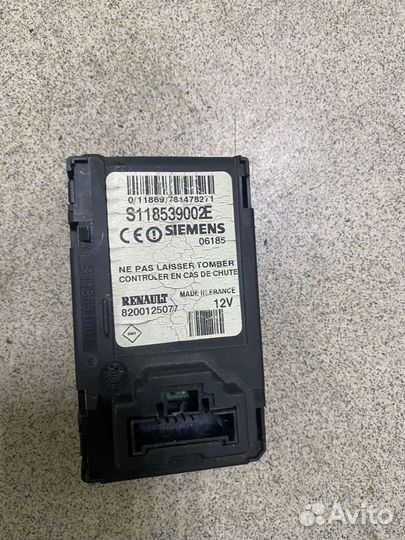 0/11869/761478271
S118539002E
CE SIEMENS
06185
NE PAS LAISSER TOMBER
CONTROLER EN CAS DE CHUTE
RENAULT MADE IN FRANCE
8200125077 12V
Avito